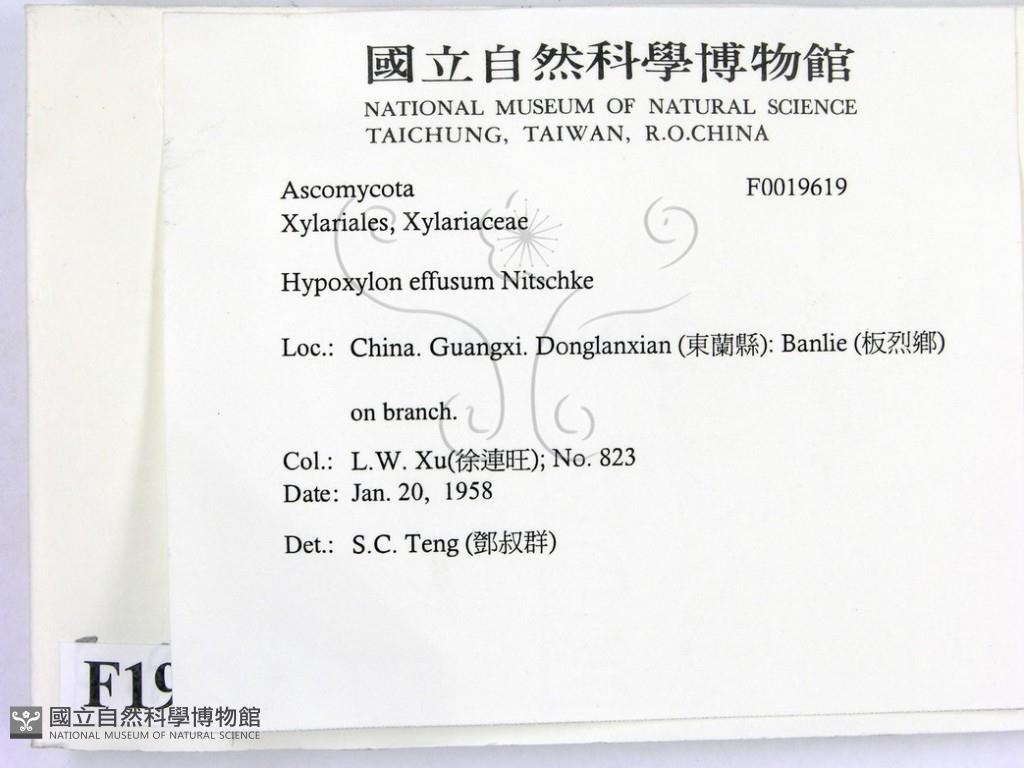 國立自然科學博物館
NATIONAL MUSEUM OF NATURAL SCIENCE
TAICHUNG, TAIWAN, R.O.CHINA
Ascomycota F0019619
Xylariales, Xylariaceae
Hypoxylon effusum Nitschke
Loc.: China. Guangxi. Donglanxian (東蘭縣): Banlie (板烈鄉)
on branch.
Col.: L.W. Xu(徐連旺); No. 823
Date: Jan. 20, 1958
Det.: S.C. Teng (鄧叔群)
F19
國立自然科學博物館
NATIONAL MUSEUM OF NATURAL SCIENCE